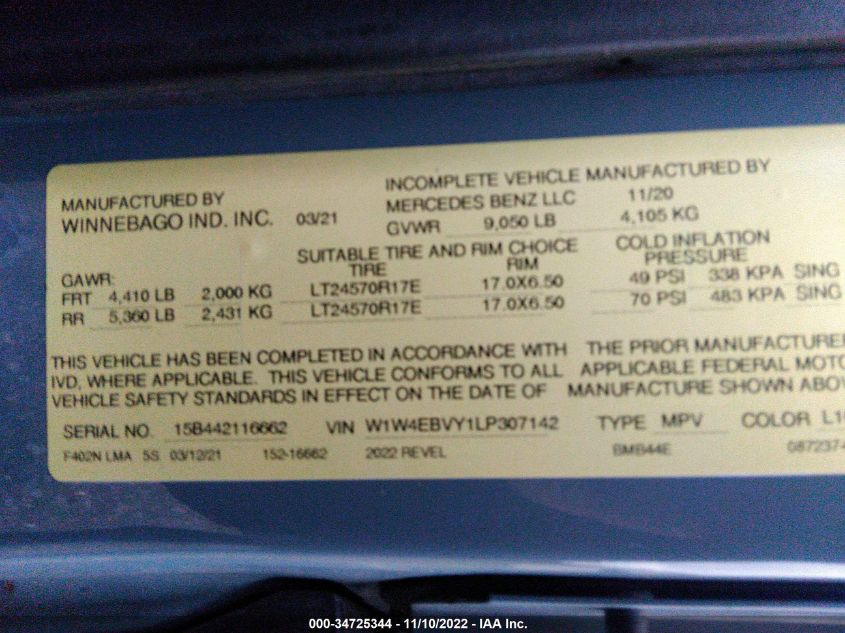 MANUFACTURED BY
WINNEBAGO IND. INC. 03/21
INCOMPLETE VEHICLE MANUFACTURED BY
MERCEDES BENZ LLC 11/20
GVWR 9,050 LB 4,105 KG
SUITABLE TIRE AND RIM CHOICE COLD INFLATION
GAWR: TIRE RIM PRESSURE
FRT 4,410 LB 2,000 KG LT24570R17E 17.0X6.50 49 PSI 338 KPA SING
RR 5,360 LB 2,431 KG LT24570R17E 17.0X6.50 70 PSI 483 KPA SING
THIS VEHICLE HAS BEEN COMPLETED IN ACCORDANCE WITH THE PRIOR MANUFACTURER
IVD, WHERE APPLICABLE. THIS VEHICLE CONFORMS TO ALL APPLICABLE FEDERAL MOTO
VEHICLE SAFETY STANDARDS IN EFFECT ON THE DATE OF MANUFACTURE SHOWN ABOV
SERIAL NO. 15B442116662 VIN W1W4EBVY1LP307142 TYPE MPV COLOR L1
F402N LMA 5S 03/12/21 152-16662 2022 REVEL BMB44E 0872374
000-34725344 - 11/10/2022 - IAA Inc.